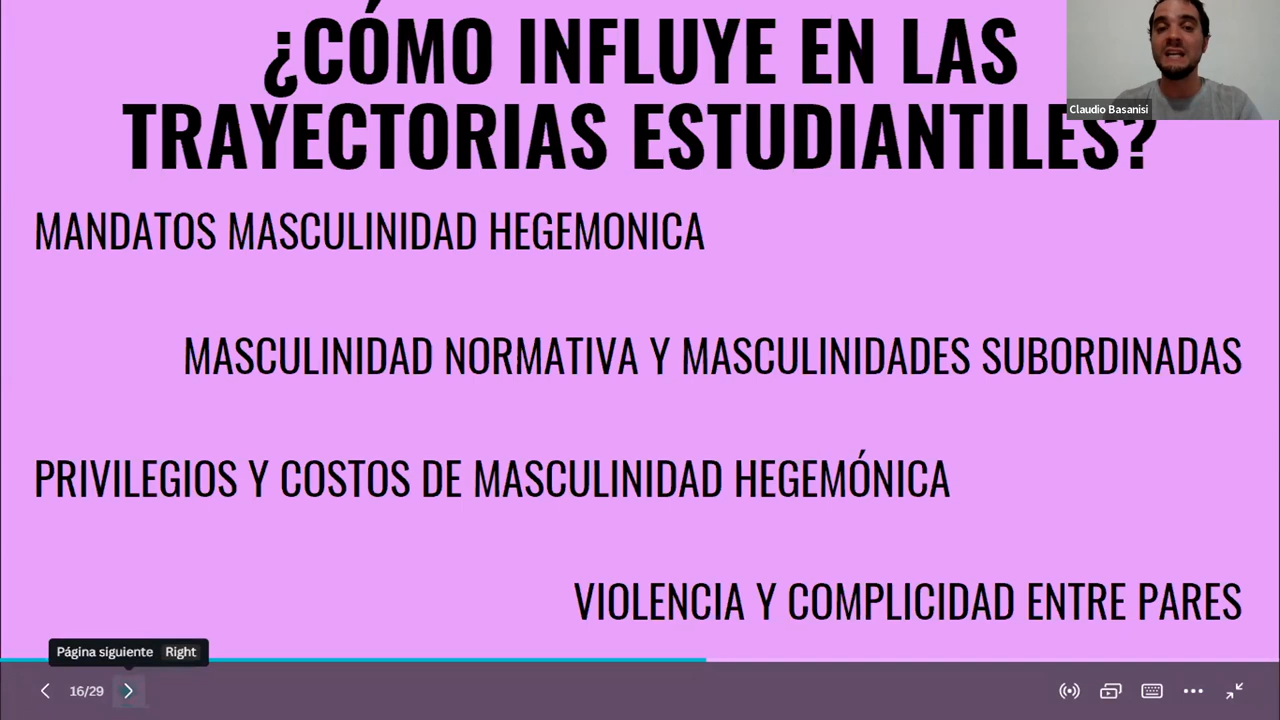 ¿CÓMO INFLUYE EN LAS
TRAYECTORIAS ESTUDIANTILES?
Claudio Basanisi
MANDATOS MASCULINIDAD HEGEMONICA
MASCULINIDAD NORMATIVA Y MASCULINIDADES SUBORDINADAS
PRIVILEGIOS Y COSTOS DE MASCULINIDAD HEGEMÓNICA
VIOLENCIA Y COMPLICIDAD ENTRE PARES
Página siguiente Right
16/29